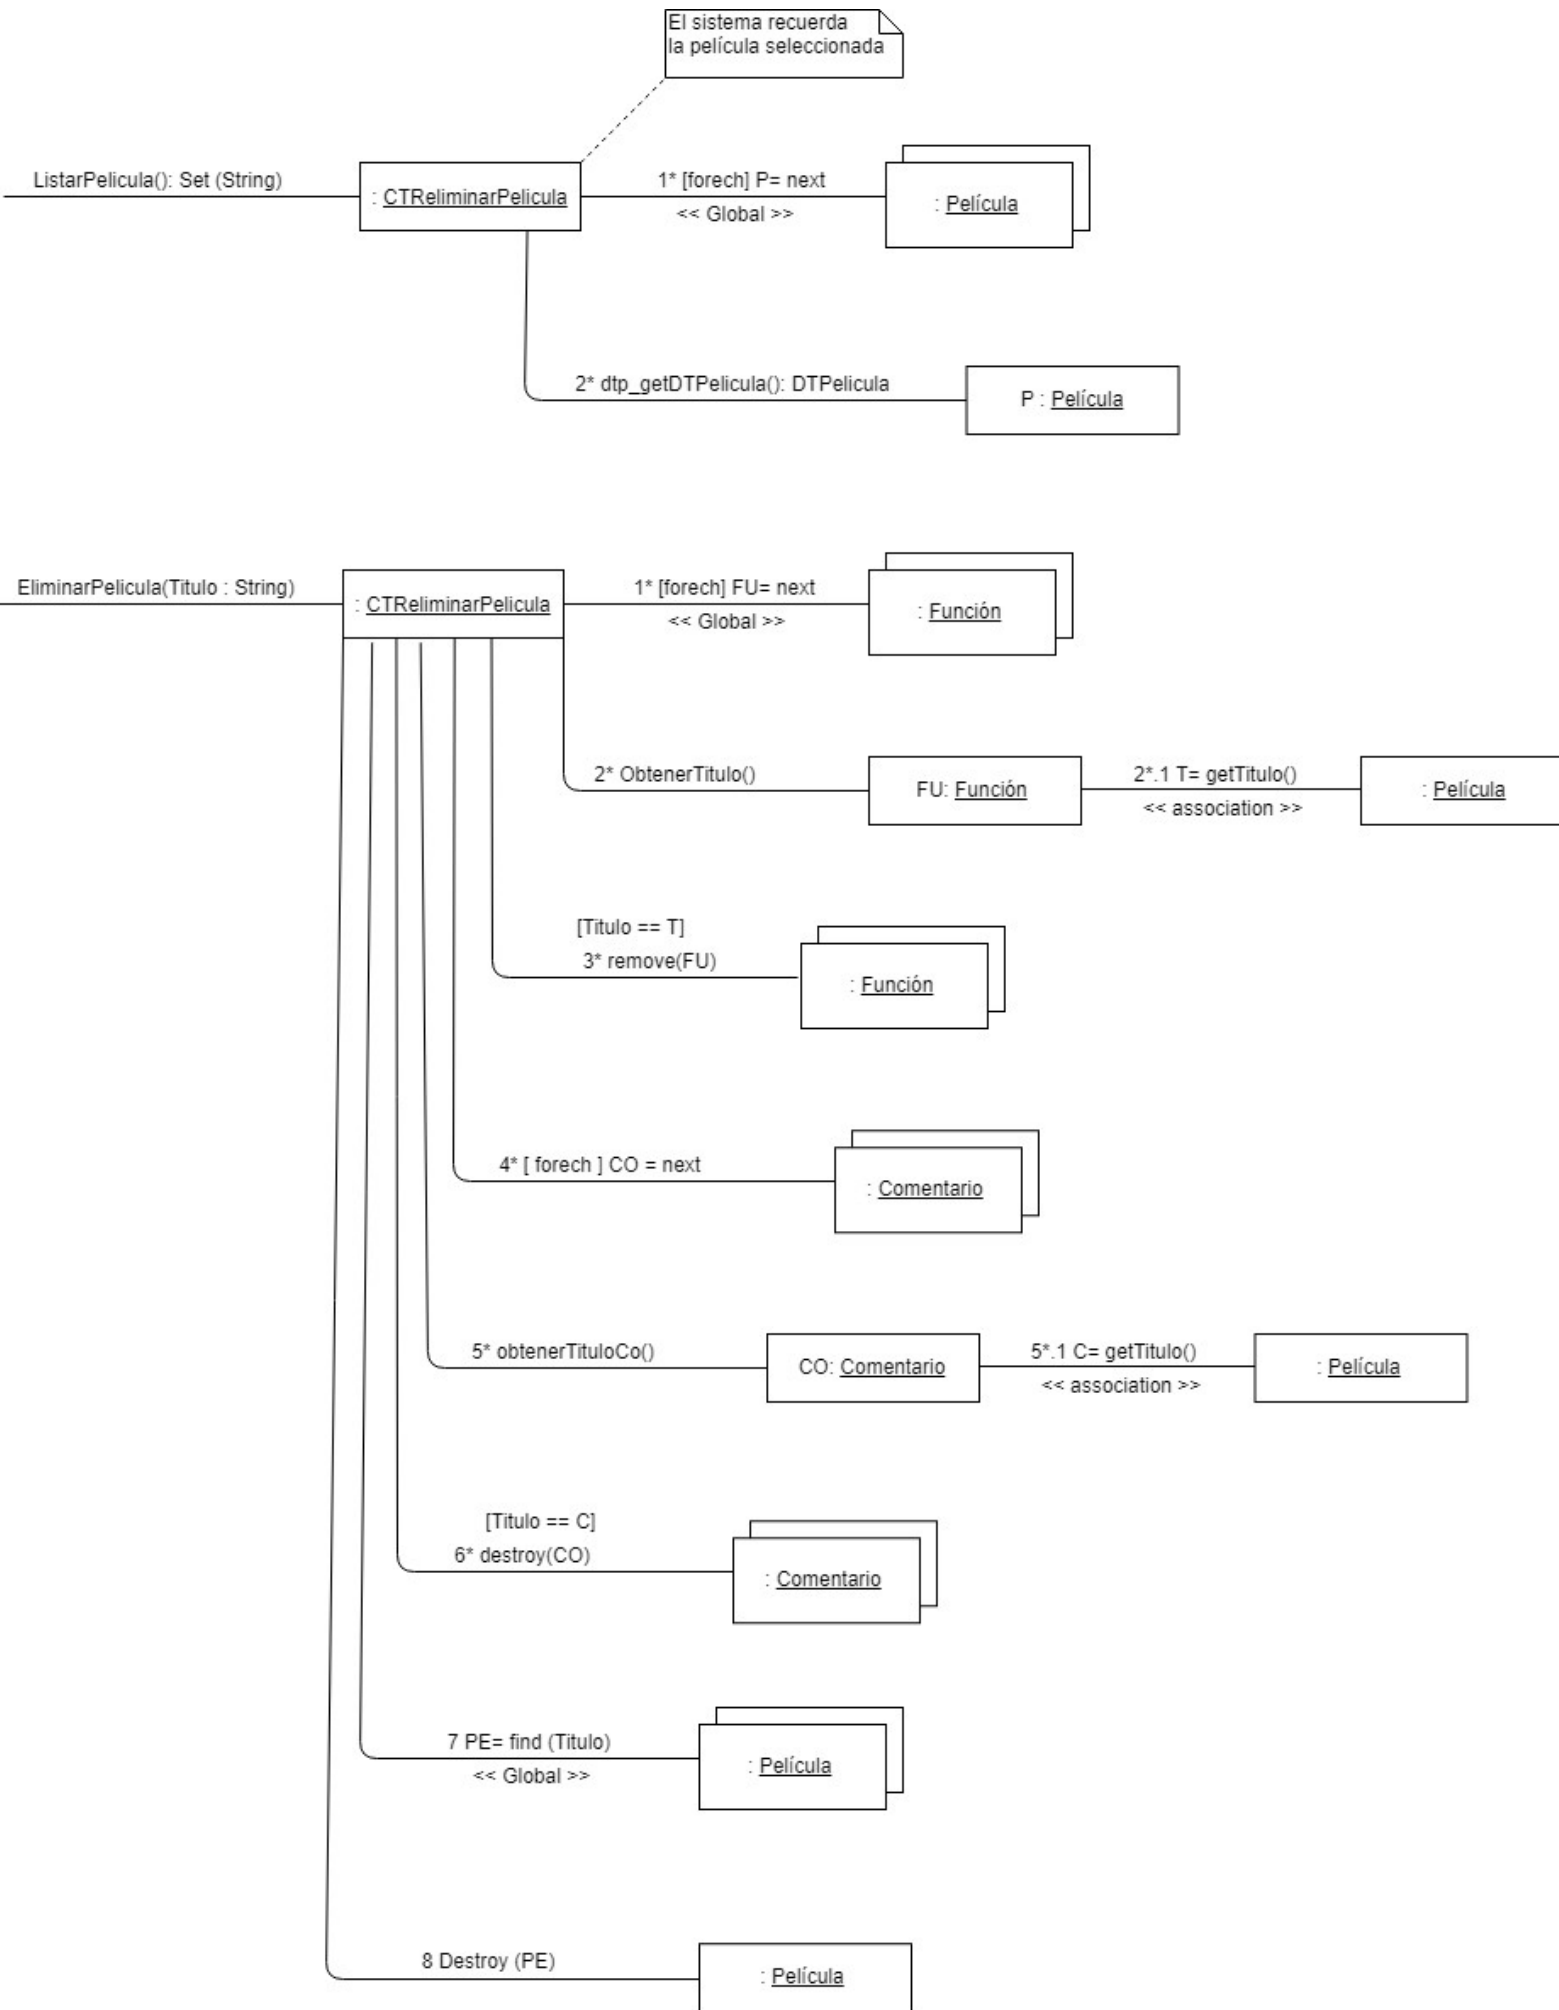 El sistema recuerda
la película seleccionada
ListarPelicula(): Set (String)
: CTReliminarPelicula
1* [forech] P= next
<< Global >>
: Película
2* dtp_getDTPelicula(): DTPelicula
P : Película
EliminarPelicula(Titulo : String)
: CTReliminarPelicula
1* [forech] FU= next
<< Global >>
: Función
2* ObtenerTitulo()
FU: Función
2*.1 T= getTitulo()
<< association >>
: Película
[Titulo == T]
3* remove(FU)
: Función
4* [ forech ] CO = next
: Comentario
5* obtenerTituloCo()
CO: Comentario
5*.1 C= getTitulo()
<< association >>
: Película
[Titulo == C]
6* destroy(CO)
: Comentario
7 PE= find (Titulo)
<< Global >>
: Película
8 Destroy (PE)
: Película